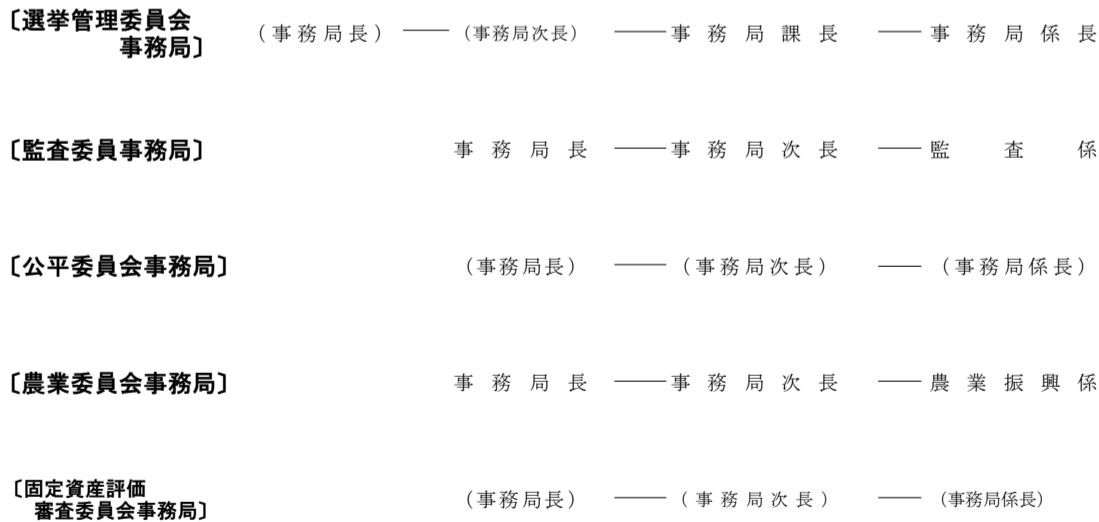 〔選挙管理委員会
事務局〕 （事務局長） （事務局次長） 事務局課長 事務局係長
〔監査委員事務局〕 事務局長 事務局次長 監査係
〔公平委員会事務局〕 （事務局長） （事務局次長） （事務局係長）
〔農業委員会事務局〕 事務局長 事務局次長 農業振興係
〔固定資産評価
審査委員会事務局〕 （事務局長） （事務局次長） （事務局係長）